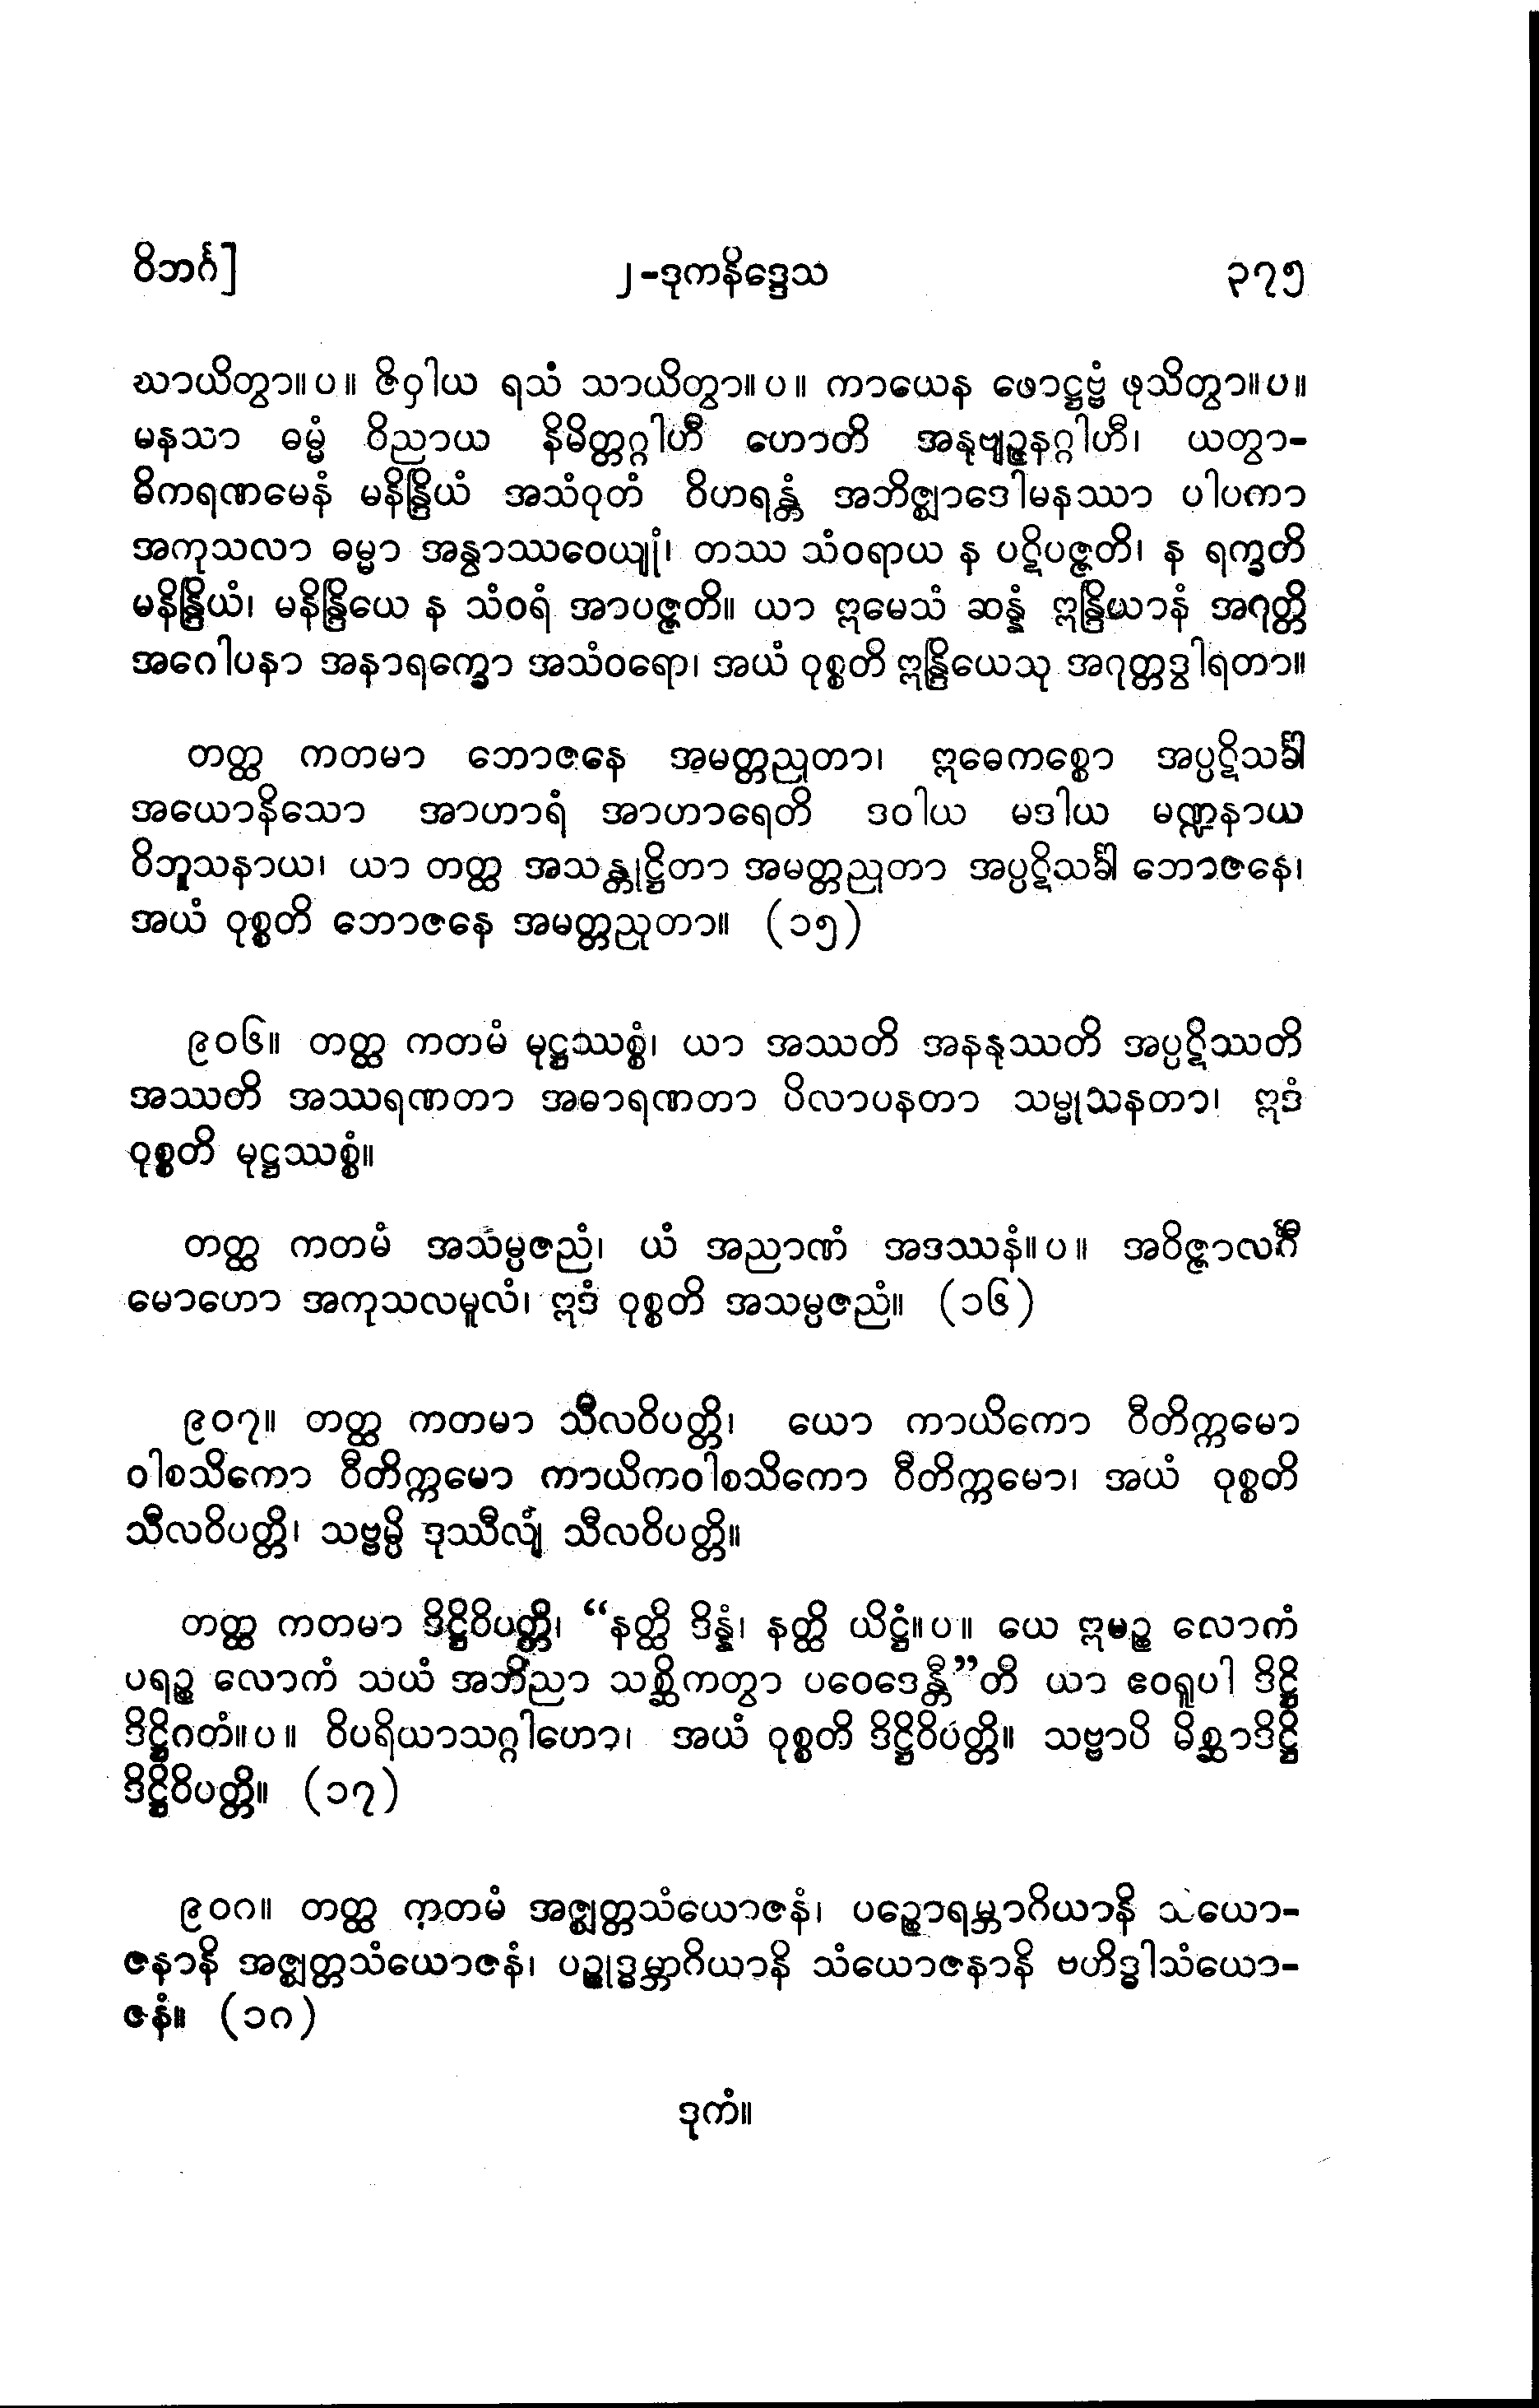 ဝိဘင်္ဂ]
၂-ဒုကနိဒ္ဒေသ
၃၇၅
ဃာယိတွာ။ပ။ ဇိဝှါယ ရသံ သာယိတွာ။ပ။ ကာယေန ဖောဋ္ဌဗ္ဗံ ဖုသိတွာ။ပ။
မနသာ ဓမ္မံ ဝိညာယ နိမိတ္တဂ္ဂါဟီ ဟောတိ အနုဗျဉ္ဇနဂ္ဂါဟီ၊ ယတွာ-
ဓိကရဏမေနံ မနိန္ဒြိယံ အသံဝုတံ ဝိဟရန္တံ အဘိဇ္ဈာဒေါမနဿာ ပါပကာ
အကုသလာ ဓမ္မာ အန္វာဿဝေယျုံ၊ တဿ သံဝရာယ န ပဋိပဇ္ဇတိ၊ န ရက္ခတိ
မနိန္ဒြိယံ၊ မနိန္ဒြိယေ န သံဝရံ အာပဇ္ဇတိ။ ယာ ဣမေသံ ဆန္နံ ဣန္ဒြိယာနံ အဂုတ္တိ
အဂေါပနာ အနာရက္ခော အသံဝရော၊ အယံ ဝုစ္စတိ ဣန္ဒြိယေသု အဂုတ္တဒွါရတာ။
တတ္ထ ကတမာ ဘောဇနေ အမတ္တညုတာ၊ ဣဓေကစ္စော အပ္ပဋိသင်္ခါ
အယောနိသော အာဟာရံ အာဟာရေတိ ဒဝါယ မဒါယ မဏ္ဍနာယ
ဝိဘူသနာယ၊ ယာ တတ္ထ အသန္တုဋ္ဌိတာ အမတ္တညုတာ အပ္ပဋိသင်္ခါ ဘောဇနေ၊
အယံ ဝုစ္စတိ ဘောဇနေ အမတ္တညုတာ။ (၁၅)
၉၀၆။ တတ္ထ ကတမံ မုဋ္ဌဿစ္စံ၊ ယာ အဿတိ အနနုဿတိ အပ္ပဋိဿတိ
အဿတိ အဿရဏတာ အဓာရဏတာ ပိလာပနတာ သမ္မုသနတာ၊ ဣဒံ
ဝုစ္စတိ မုဋ္ဌဿစ္စံ။
တတ္ထ ကတမံ အသမ္ပဇညံ၊ ယံ အညာဏံ အဒဿနံ။ပ။ အဝိဇ္ဇာလင်္ဂီ
မောဟော အကုသလမူလံ၊ ဣဒံ ဝုစ္စတိ အသမ္ပဇညံ။ (၁၆)
၉၀၇။ တတ္ထ ကတမာ သီလဝိပတ္တိ၊ ယော ကာယိကော ဝီတိက္ကမော
ဝါစသိကော ဝီတိက္ကမော ကာယိကဝါစသိကော ဝီတိက္ကမော၊ အယံ ဝုစ္စတိ
သီလဝိပတ္တိ၊ သဗ္ဗမ္ပိ ဒုဿီလျံ သီလဝိပတ္တိ။
တတ္ထ ကတမာ ဒိဋ္ဌိဝိပတ္တိ၊ “နတ္ထိ ဒိန္နံ၊ နတ္ထိ ယိဋ္ဌံ။ပ။ ယေ ဣမဉ္စ လောကံ
ပရဉ္စ လောကံ သယံ အဘိညာ သစ္ဆိကတွာ ပဝေဒေန္တီ”တိ ယာ ဧဝရူပါ ဒိဋ္ဌိ
ဒိဋ္ဌိဂတံ။ပ။ ဝိပရိယာသဂ္ဂါဟော၊ အယံ ဝုစ္စတိ ဒိဋ္ဌိဝိပတ္တိ။ သဗ္ဗာပိ မိစ္ဆာဒိဋ္ဌိ
ဒိဋ္ဌိဝိပတ္တိ။ (၁၇)
၉၀၈။ တတ္ထ ကတမံ အဇ္ဈတ္တသံယောဇနံ၊ ပဉ္စောရမ္ဘာဂိယာနိ သံယော-
ဇနာနိ အဇ္ဈတ္တသံယောဇနံ၊ ပဉ္စုဒ္ဓမ္ဘာဂိယာနိ သံယောဇနာနိ ဗဟိဒ္ဓါသံယော-
ဇနံ။ (၁၈)
ဒုကံ။